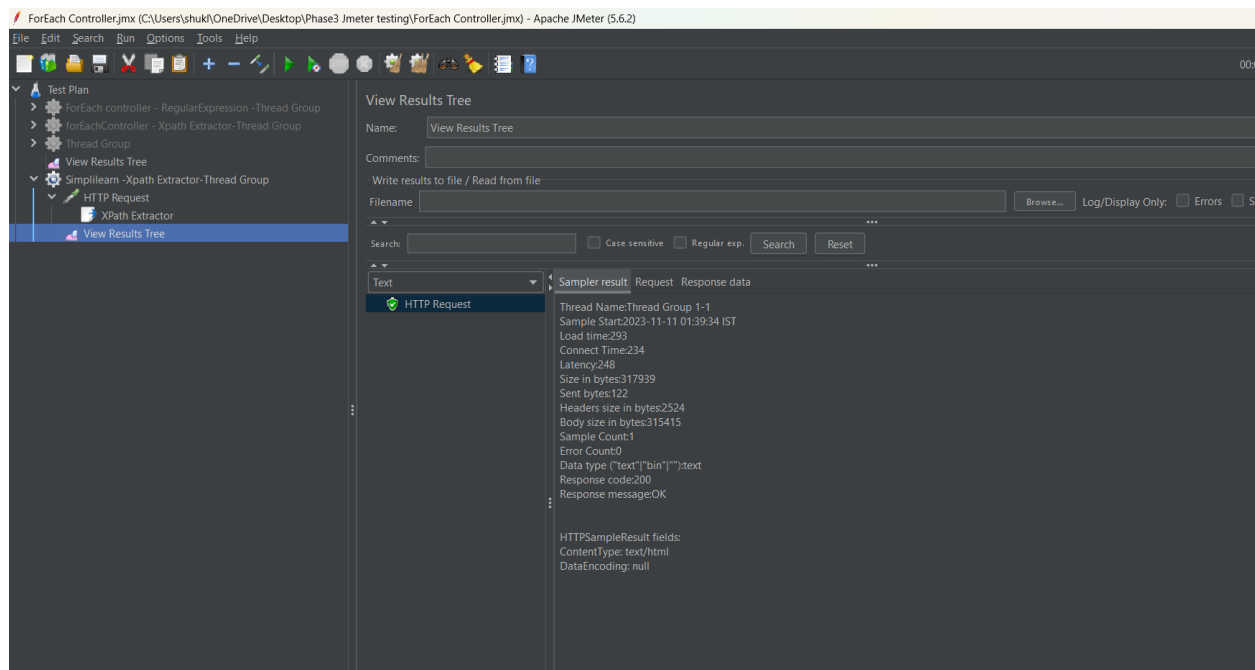 ForEach Controller.jmx (C:\Users\shukl\OneDrive\Desktop\Phase3 Jmeter testing\ForEach Controller.jmx) - Apache JMeter (5.6.2)
File Edit Search Run Options Tools Help
00:
Test Plan
ForEach controller - RegularExpression -Thread Group
forEachController - Xpath Extractor-Thread Group
Thread Group
View Results Tree
Simplilearn -Xpath Extractor-Thread Group
HTTP Request
XPath Extractor
View Results Tree
View Results Tree
Name: View Results Tree
Comments:
Write results to file / Read from file
Filename Browse... Log/Display Only: Errors S
Search: Case sensitive Regular exp. Search Reset
Text
HTTP Request
Sampler result Request Response data
Thread Name:Thread Group 1-1
Sample Start:2023-11-11 01:39:34 IST
Load time:293
Connect Time:234
Latency:248
Size in bytes:317939
Sent bytes:122
Headers size in bytes:2524
Body size in bytes:315415
Sample Count:1
Error Count:0
Data type ("text"|"bin"|""):text
Response code:200
Response message:OK
HTTPSampleResult fields:
ContentType: text/html
DataEncoding: null